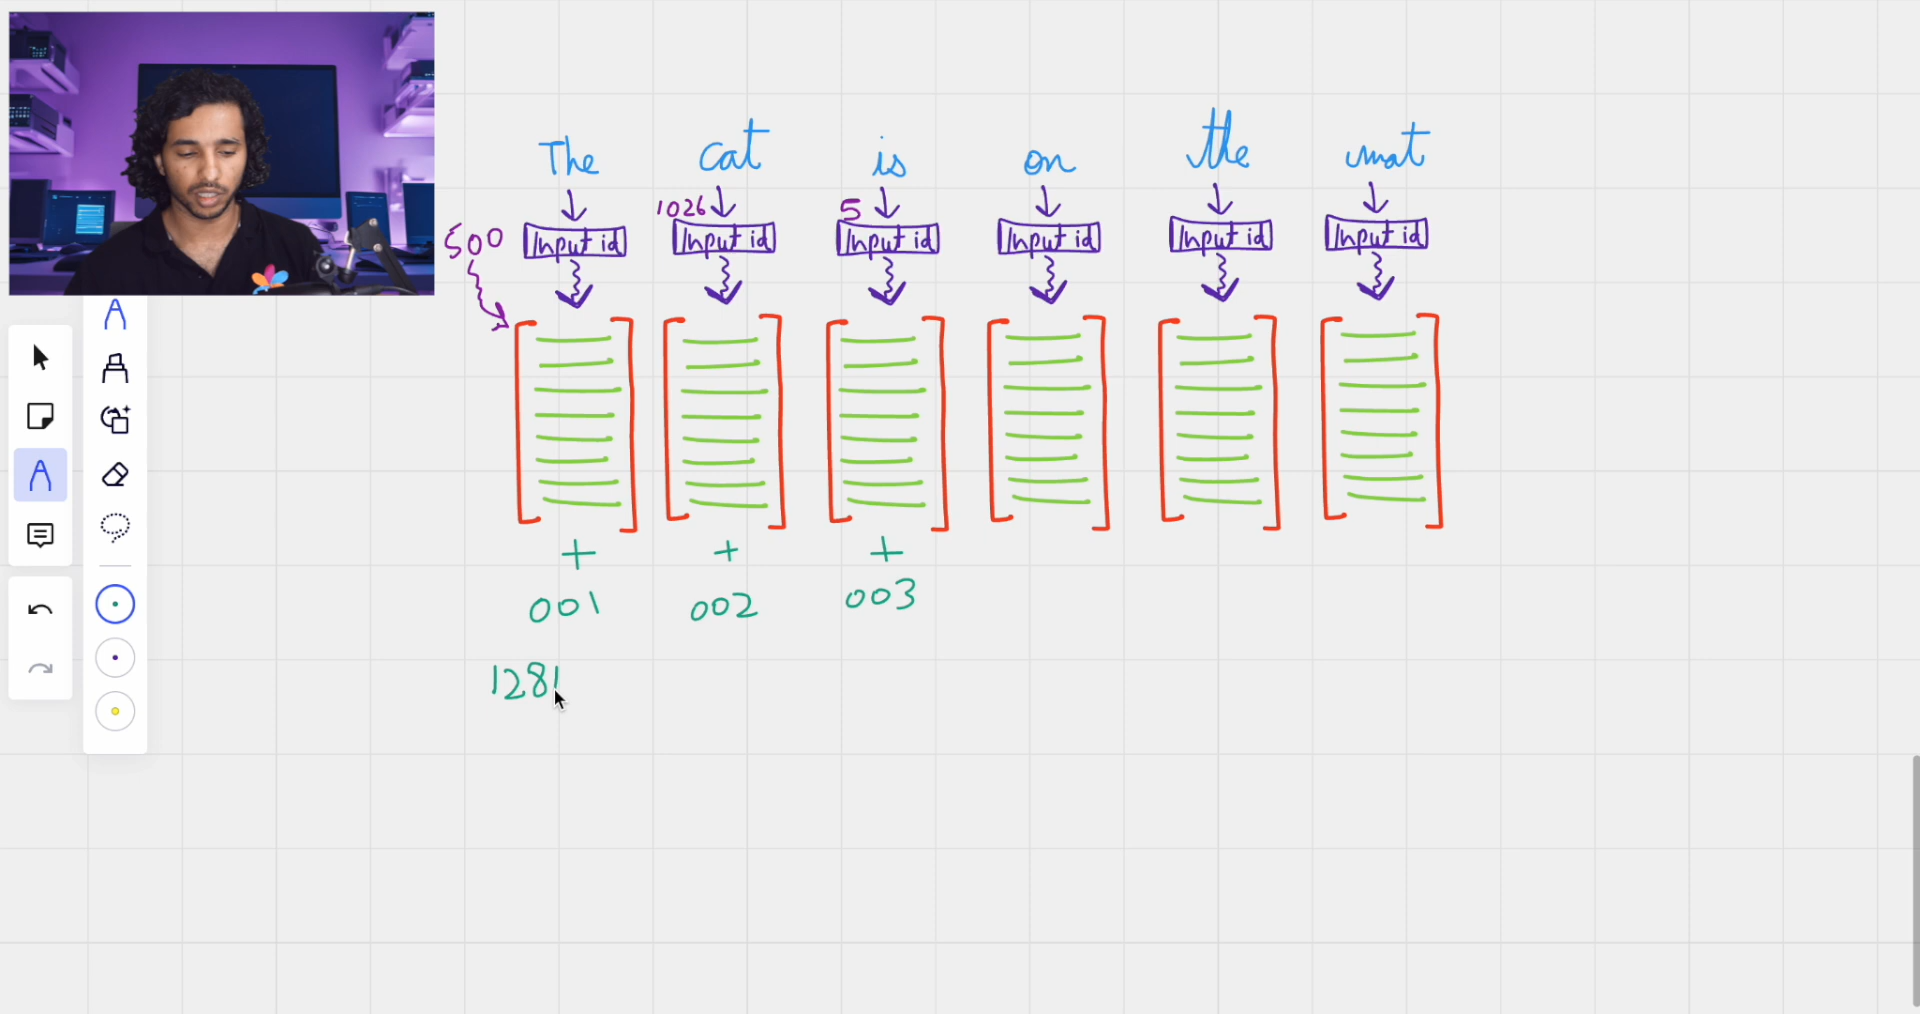 The cat is on the mat
1026 5
500 Input id Input id Input id Input id Input id Input id
+ + +
001 002 003
1281